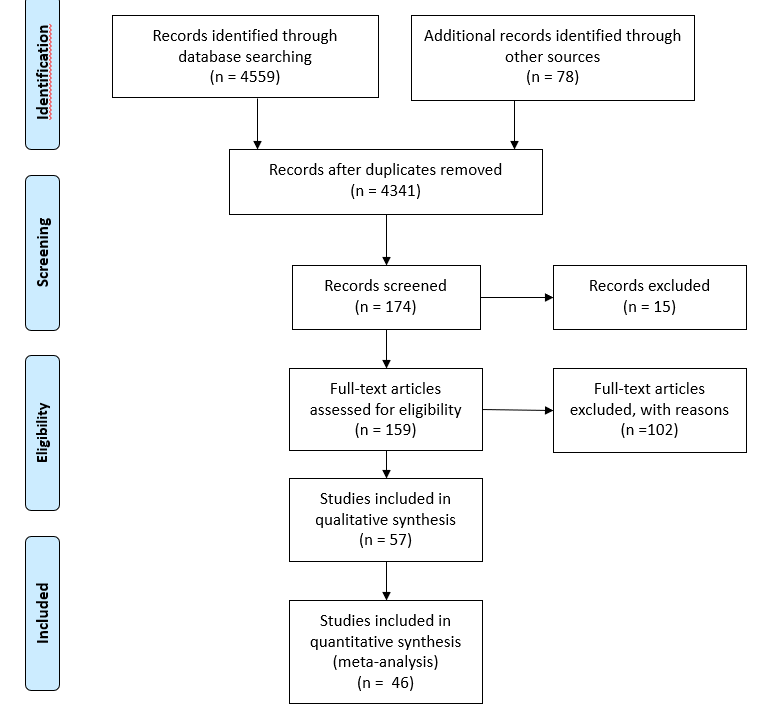 Identification
Records identified through
database searching
(n = 4559)
Additional records identified through
other sources
(n = 78)
Records after duplicates removed
(n = 4341)
Screening
Records screened
(n = 174)
Records excluded
(n = 15)
Eligibility
Full-text articles
assessed for eligibility
(n = 159)
Full-text articles
excluded, with reasons
(n =102)
Studies included in
qualitative synthesis
(n = 57)
Included
Studies included in
quantitative synthesis
(meta-analysis)
(n =  46)